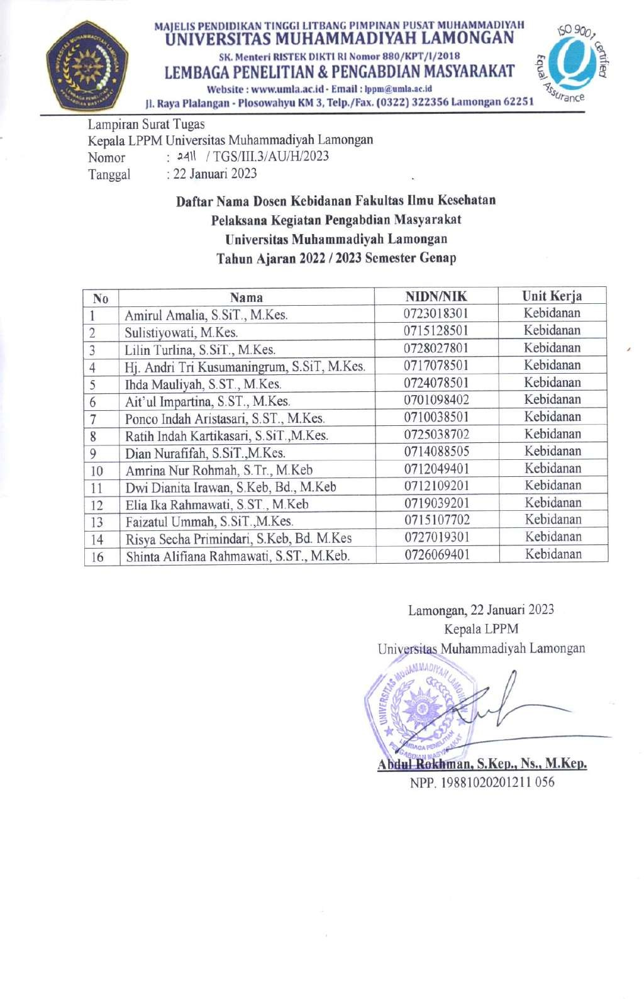 MAJELIS PENDIDIKAN TINGGI LITBANG PIMPINAN PUSAT MUHAMMADIYAH
UNIVERSITAS MUHAMMADIYAH LAMONGAN
SK. Menteri RISTEK DIKTI RI Nomor 880/KPT/I/2018
LEMBAGA PENELITIAN & PENGABDIAN MASYARAKAT
Website : www.umla.ac.id - Email : lppm@umla.ac.id
Jl. Raya Plalangan - Plosowahyu KM 3, Telp./Fax. (0322) 322356 Lamongan 62251
UNIVERSITAS MUHAMMADIYAH LAMONGAN
LEMBAGA PENELITIAN
PENGABDIAN MASYARAKAT
ISO 9001 certified
Equal Assurance
Lampiran Surat Tugas
Kepala LPPM Universitas Muhammadiyah Lamongan
Nomor : 2411 / TGS/III.3/AU/H/2023
Tanggal : 22 Januari 2023
Daftar Nama Dosen Kebidanan Fakultas Ilmu Kesehatan
Pelaksana Kegiatan Pengabdian Masyarakat
Universitas Muhammadiyah Lamongan
Tahun Ajaran 2022 / 2023 Semester Genap
No Nama NIDN/NIK Unit Kerja
1 Amirul Amalia, S.SiT., M.Kes. 0723018301 Kebidanan
2 Sulistiyowati, M.Kes. 0715128501 Kebidanan
3 Lilin Turlina, S.SiT., M.Kes. 0728027801 Kebidanan
4 Hj. Andri Tri Kusumaningrum, S.SiT, M.Kes. 0717078501 Kebidanan
5 Ihda Mauliyah, S.ST., M.Kes. 0724078501 Kebidanan
6 Ait'ul Impartina, S.ST., M.Kes. 0701098402 Kebidanan
7 Ponco Indah Aristasari, S.ST., M.Kes. 0710038501 Kebidanan
8 Ratih Indah Kartikasari, S.SiT.,M.Kes. 0725038702 Kebidanan
9 Dian Nurafifah, S.SiT.,M.Kes. 0714088505 Kebidanan
10 Amrina Nur Rohmah, S.Tr., M.Keb 0712049401 Kebidanan
11 Dwi Dianita Irawan, S.Keb, Bd., M.Keb 0712109201 Kebidanan
12 Elia Ika Rahmawati, S.ST., M.Keb 0719039201 Kebidanan
13 Faizatul Ummah, S.SiT.,M.Kes. 0715107702 Kebidanan
14 Risya Secha Primindari, S.Keb, Bd. M.Kes 0727019301 Kebidanan
16 Shinta Alifiana Rahmawati, S.ST., M.Keb. 0726069401 Kebidanan
Lamongan, 22 Januari 2023
Kepala LPPM
Universitas Muhammadiyah Lamongan
UNIVERSITAS MUHAMMADIYAH LAMONGAN
LEMBAGA PENELITIAN
PENGABDIAN MASYARAKAT
Abdul Rokhman, S.Kep., Ns., M.Kep.
NPP. 19881020201211 056